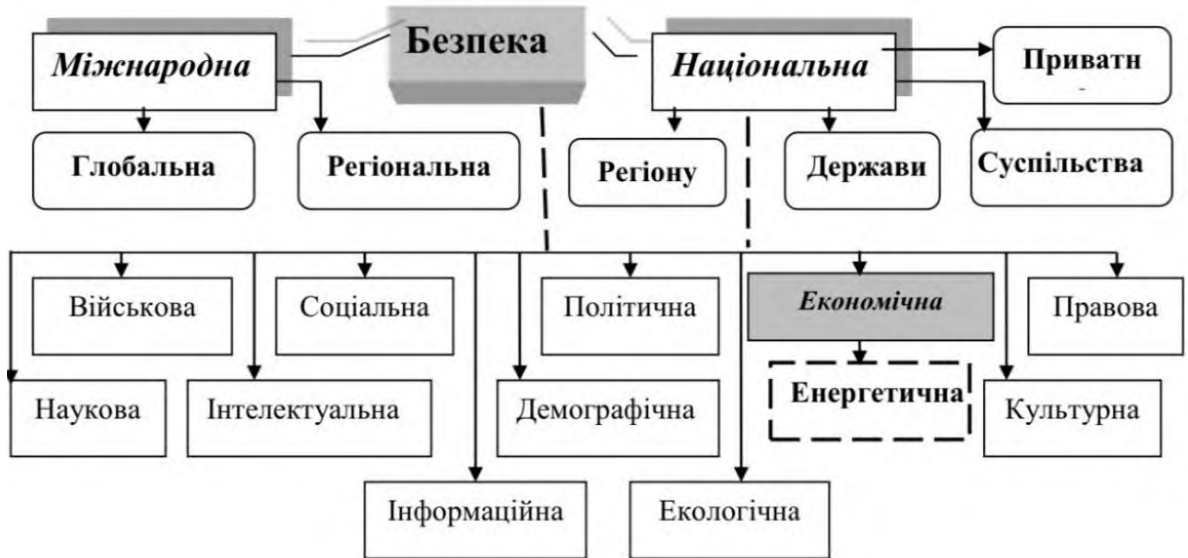 Безпека
Міжнародна
Національна
Приватн
Глобальна
Регіональна
Регіону
Держави
Суспільства
Військова
Соціальна
Політична
Економічна
Правова
Наукова
Інтелектуальна
Демографічна
Енергетична
Культурна
Інформаційна
Екологічна